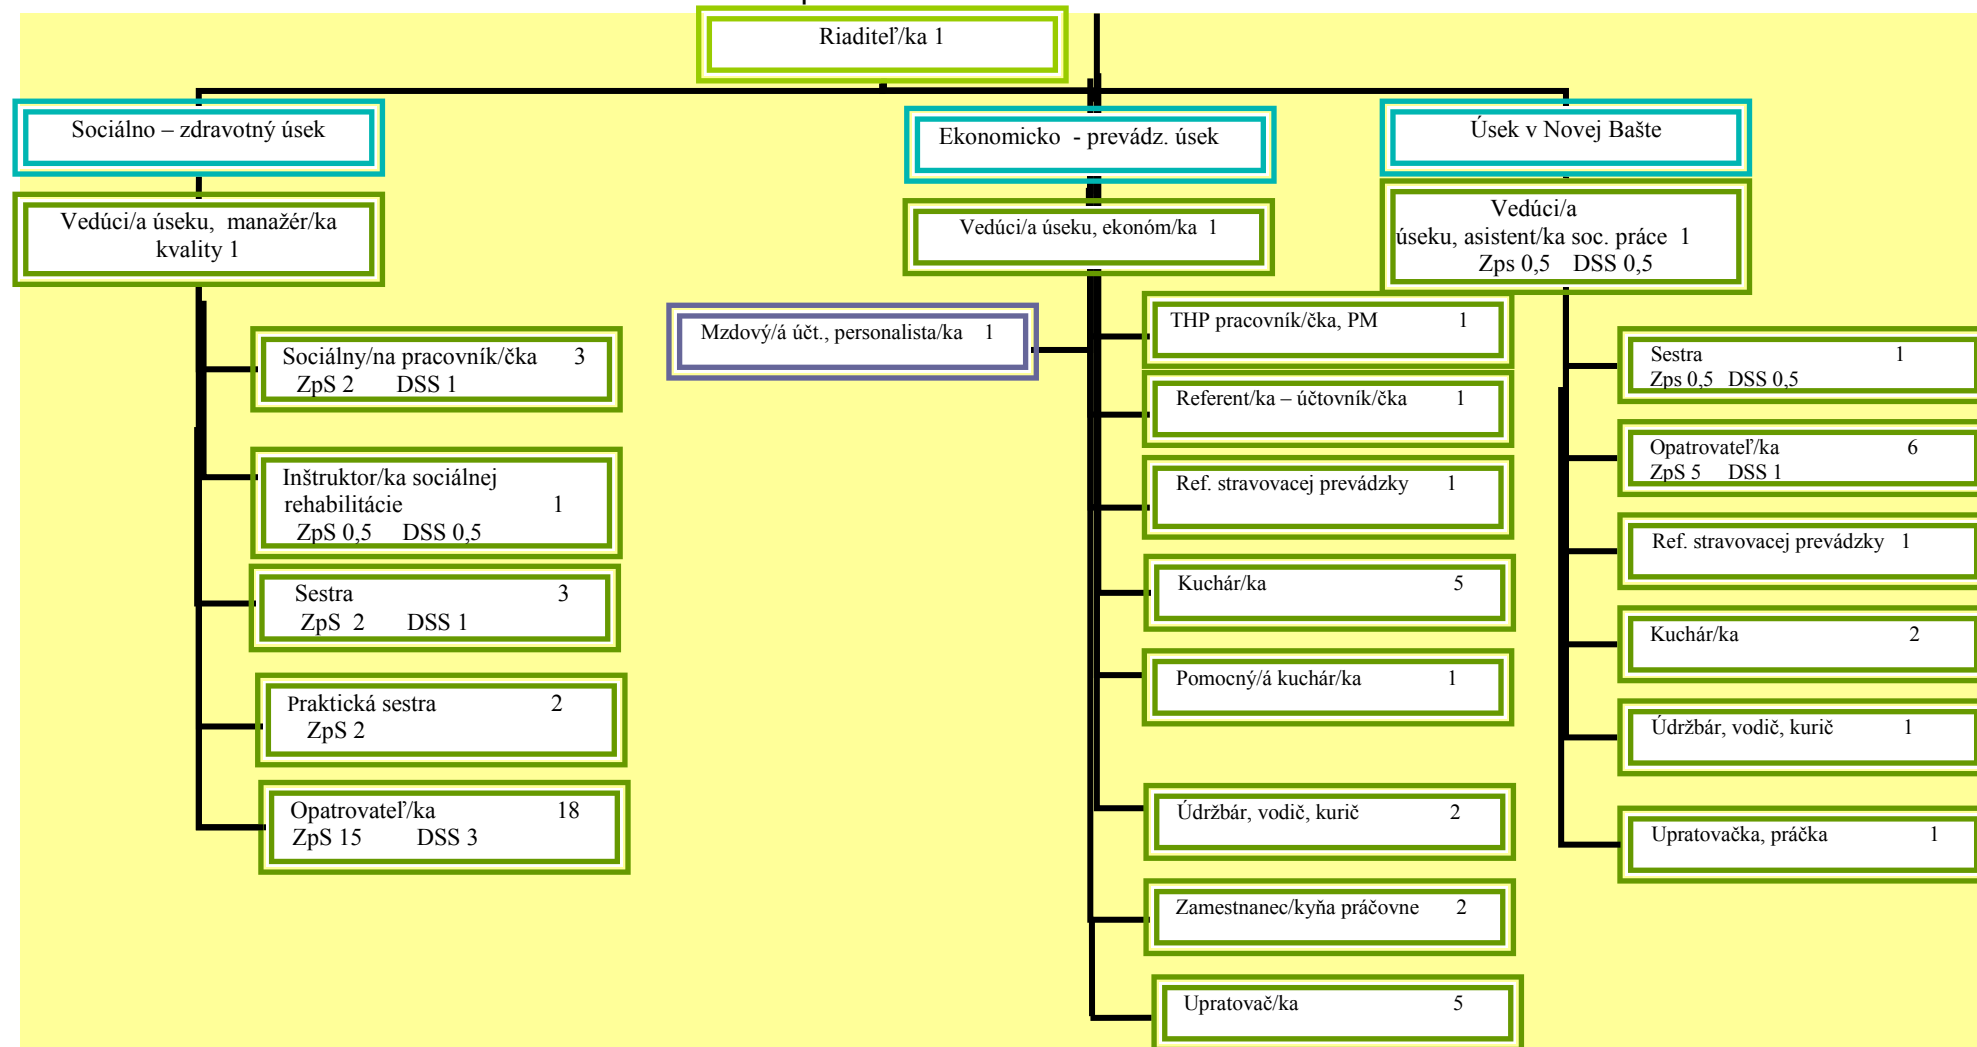 Riaditeľ/ka 1
Sociálno – zdravotný úsek
Ekonomicko  - prevádz. úsek
Úsek v Novej Bašte
Vedúci/a úseku,  manažér/ka
kvality 1
Vedúci/a úseku, ekonóm/ka  1
Vedúci/a
úseku, asistent/ka soc. práce  1
Zps 0,5    DSS 0,5
Sociálny/na pracovník/čka      3
ZpS 2       DSS 1
Inštruktor/ka sociálnej
rehabilitácie      1
ZpS 0,5     DSS 0,5
Sestra      3
ZpS  2      DSS 1
Praktická sestra      2
ZpS 2
Opatrovateľ/ka      18
ZpS 15        DSS 3
Mzdový/á účt., personalista/ka    1
THP pracovník/čka, PM      1
Referent/ka – účtovník/čka      1
Ref. stravovacej prevádzky      1
Kuchár/ka      5
Pomocný/á kuchár/ka      1
Údržbár, vodič, kurič      2
Zamestnanec/kyňa práčovne      2
Upratovač/ka      5
Sestra      1
Zps 0,5   DSS 0,5
Opatrovateľ/ka      6
ZpS 5     DSS 1
Ref. stravovacej prevádzky    1
Kuchár/ka      2
Údržbár, vodič, kurič      1
Upratovačka, práčka      1